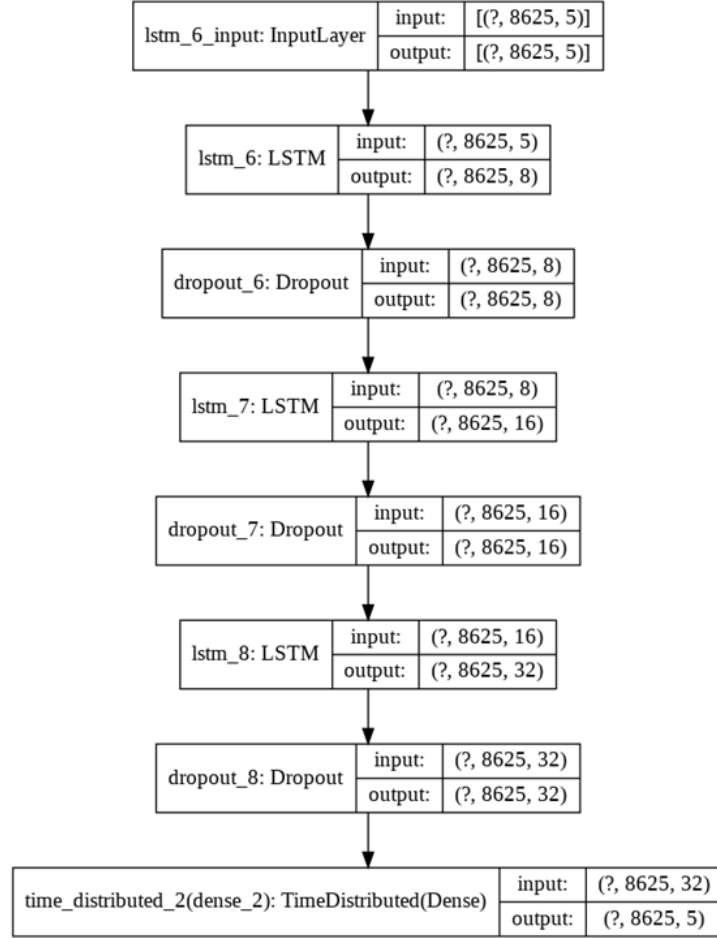 lstm_6_input: InputLayer
input: [(?, 8625, 5)]
output: [(?, 8625, 5)]
lstm_6: LSTM
input: (?, 8625, 5)
output: (?, 8625, 8)
dropout_6: Dropout
input: (?, 8625, 8)
output: (?, 8625, 8)
lstm_7: LSTM
input: (?, 8625, 8)
output: (?, 8625, 16)
dropout_7: Dropout
input: (?, 8625, 16)
output: (?, 8625, 16)
lstm_8: LSTM
input: (?, 8625, 16)
output: (?, 8625, 32)
dropout_8: Dropout
input: (?, 8625, 32)
output: (?, 8625, 32)
time_distributed_2(dense_2): TimeDistributed(Dense)
input: (?, 8625, 32)
output: (?, 8625, 5)